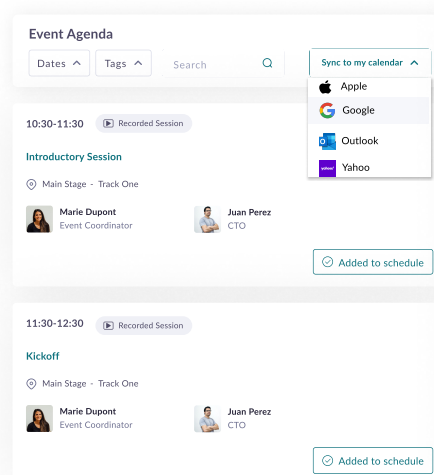 Event Agenda
Dates
Tags
Search
Sync to my calendar
Apple
Google
Outlook
yahoo!
Yahoo
10:30-11:30
Recorded Session
Introductory Session
Main Stage - Track One
Marie Dupont
Event Coordinator
Juan Perez
CTO
Added to schedule
11:30-12:30
Recorded Session
Kickoff
Main Stage - Track One
Marie Dupont
Event Coordinator
Juan Perez
CTO
Added to schedule